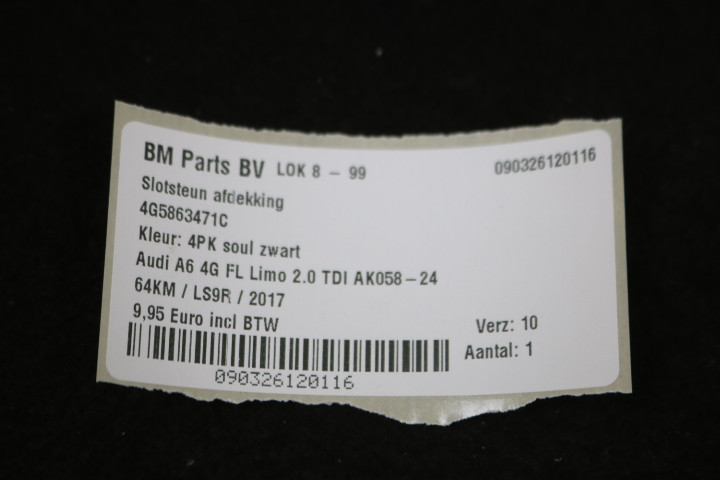 BM Parts BV LOK 8 - 99 090326120116
Slotsteun afdekking
4G5863471C
Kleur: 4PK soul zwart
Audi A6 4G FL Limo 2.0 TDI AK058-24
64KM / LS9R / 2017
9,95 Euro incl BTW Verz: 10
Aantal: 1
090326120116